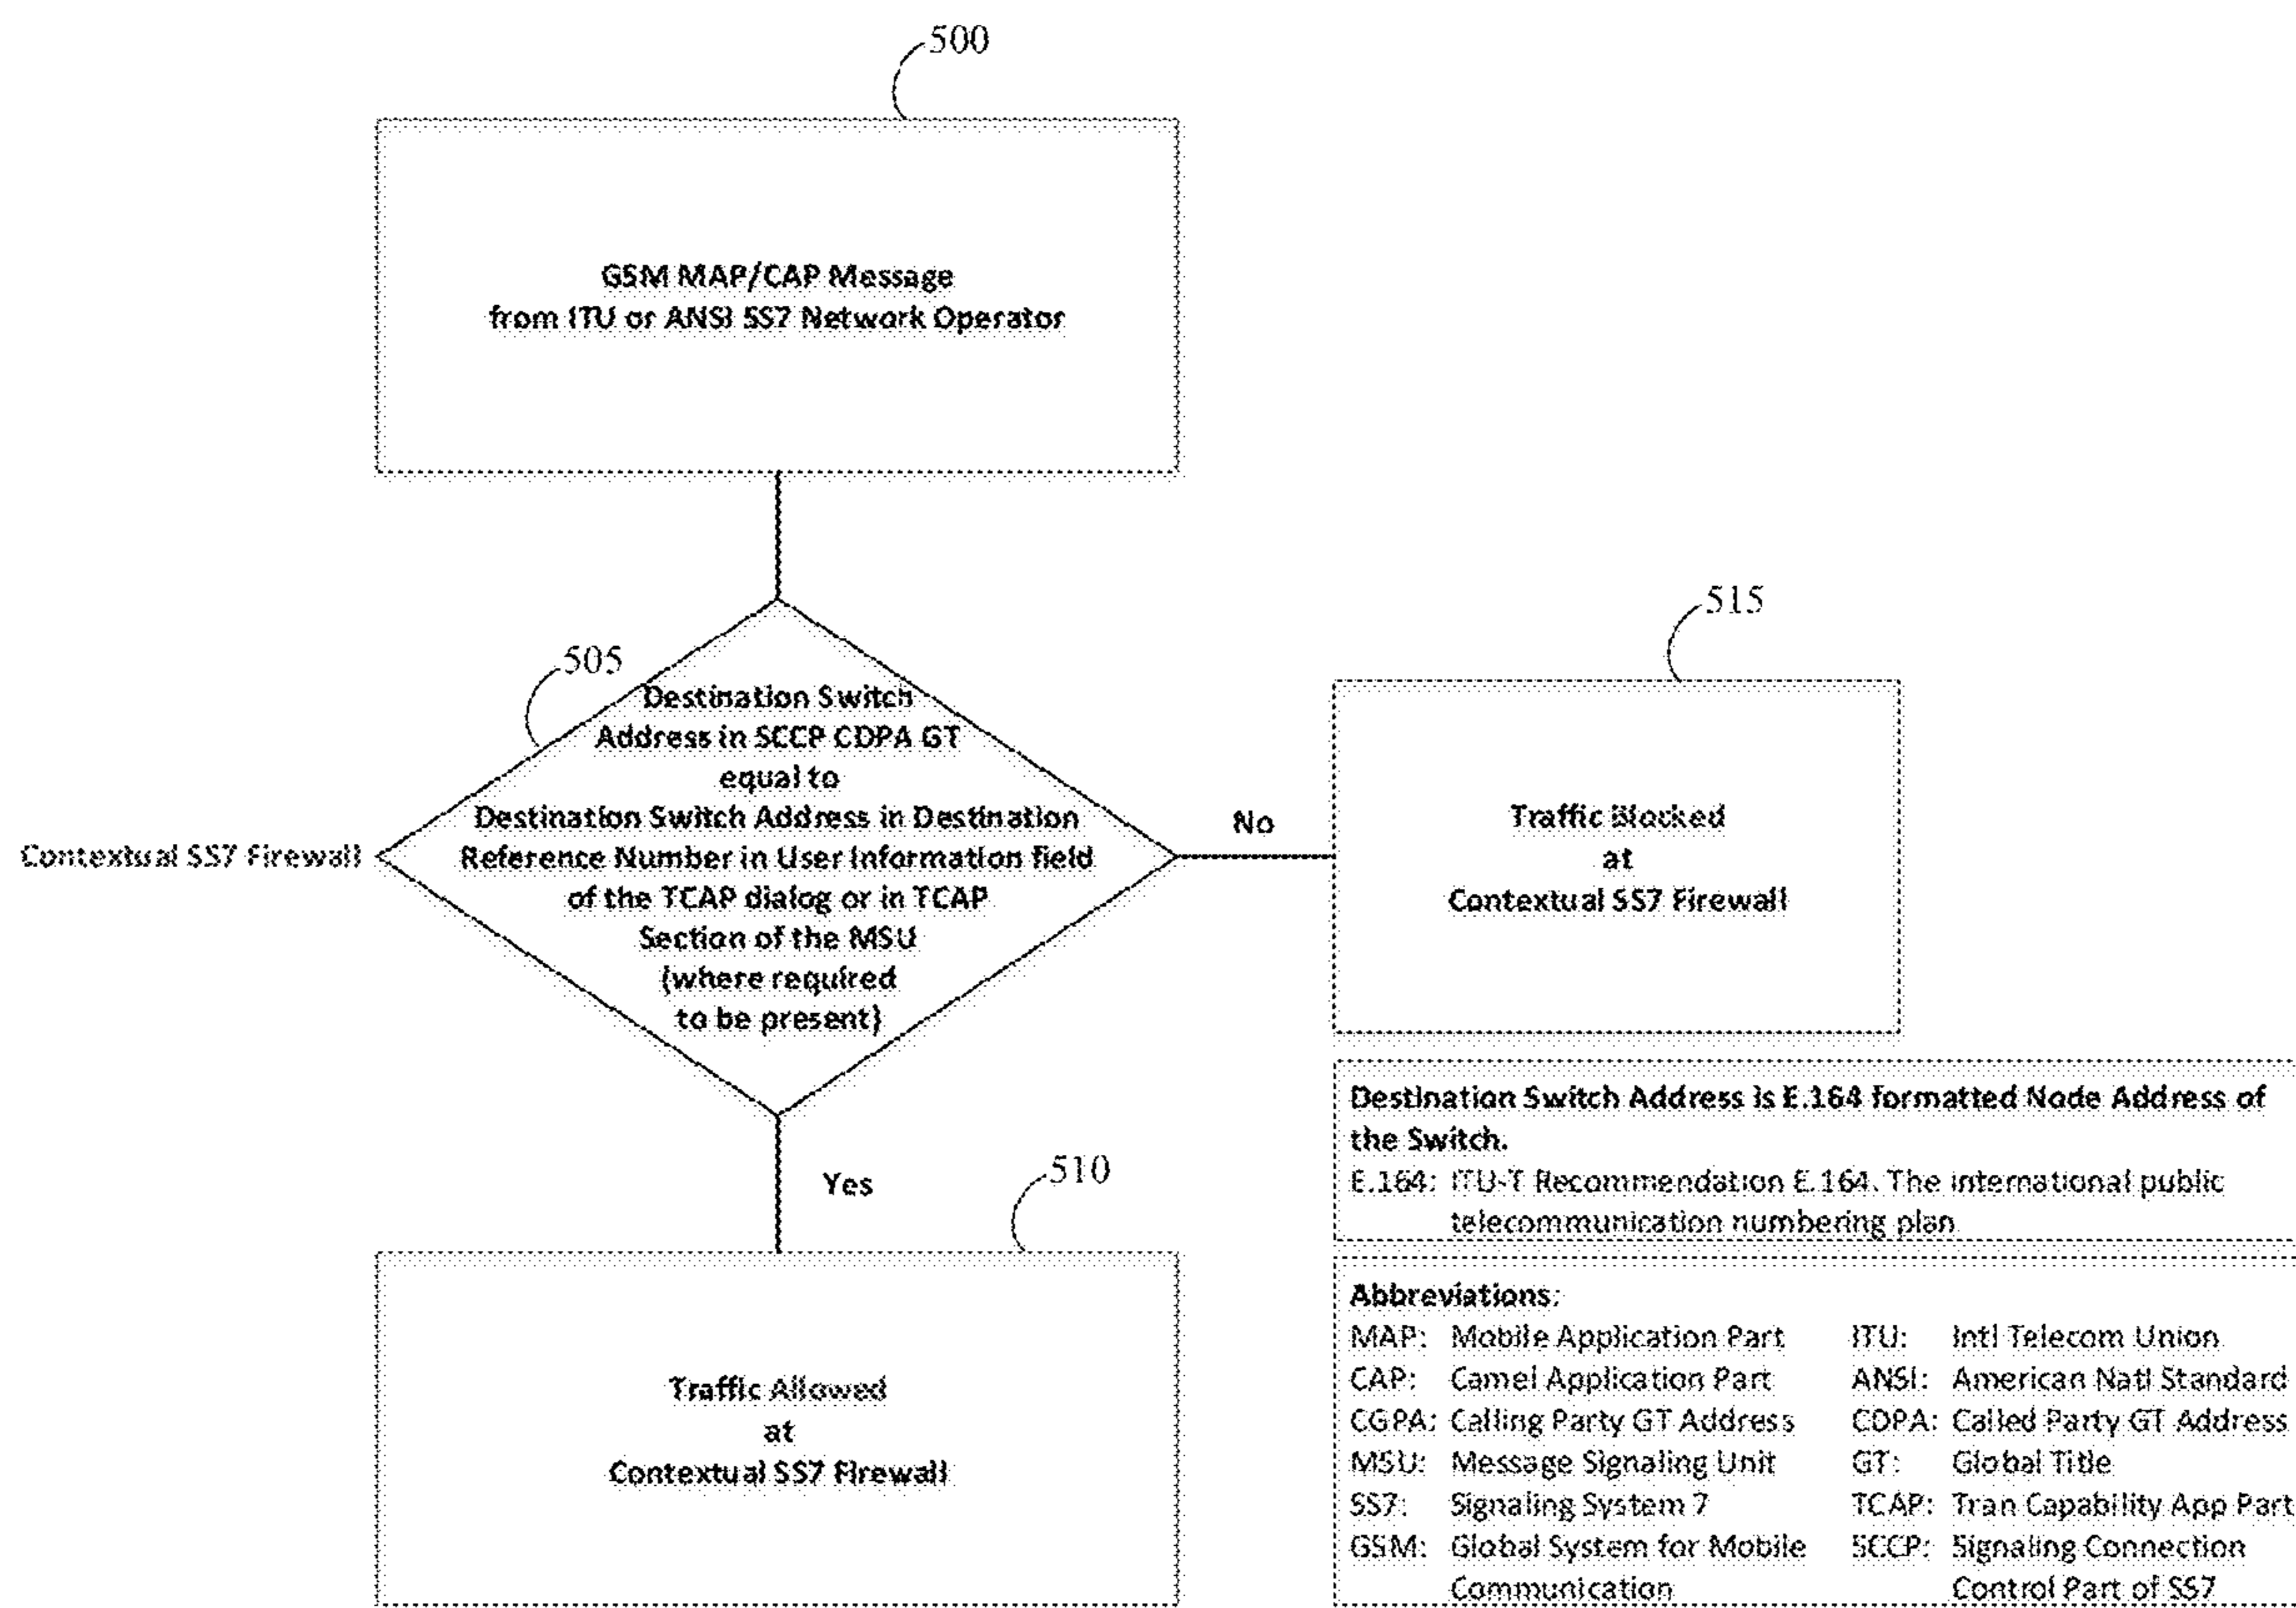 500
GSM MAP/CAP Message
from ITU or ANSI SS7 Network Operator
505
Destination Switch
Address in SCCP CDPA GT
equal to
Destination Switch Address in Destination
Reference Number in User Information field
of the TCAP dialog or in TCAP
Section of the MSU
(where required
to be present)
Contextual SS7 Firewall
No
515
Traffic Blocked
at
Contextual SS7 Firewall
Yes
510
Traffic Allowed
at
Contextual SS7 Firewall
Destination Switch Address is E.164 formatted Node Address of
the Switch.
E.164: ITU-T Recommendation E.164. The international public
telecommunication numbering plan
Abbreviations:
MAP: Mobile Application Part ITU: Intl Telecom Union
CAP: Camel Application Part ANSI: American Natl Standard
CGPA: Calling Party GT Address CDPA: Called Party GT Address
MSU: Message Signaling Unit GT: Global Title
SS7: Signaling System 7 TCAP: Tran Capability App Part
GSM: Global System for Mobile SCCP: Signaling Connection
Communication Control Part of SS7